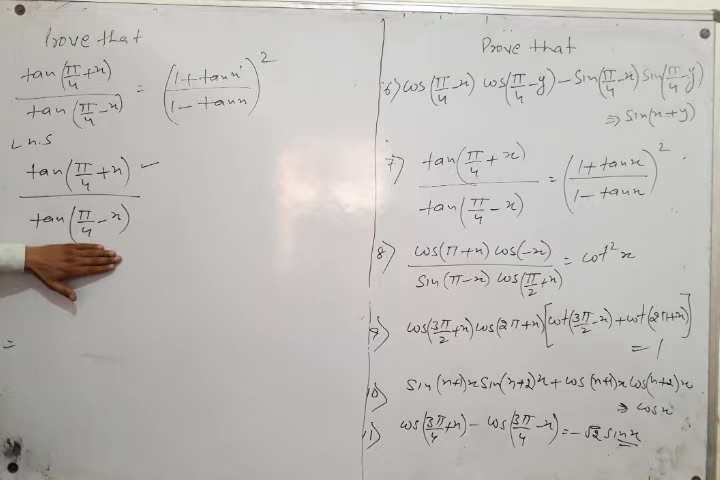 Prove that
tan(π/4+x) / tan(π/4-x) = ((1+tanx)/(1-tanx))^2
L H.S
tan(π/4+x) ✓
tan(π/4-x)
=
Prove that
6) cos(π/4-x) cos(π/4-y) - Sin(π/4-x) Sin(π/4-y)
⇒ Sin(x+y)
7) tan(π/4+x) / tan(π/4-x) = ((1+tanx)/(1-tanx))^2
8) cos(π+x) cos(-x) / Sin(π-x) cos(π/2+x) = cot^2 x
9) cos(3π/2+x) cos(2π+x) [cot(3π/2-x) + cot(2π+x)]
= 1
10) Sin(n+1)x Sin(n+2)x + cos(n+1)x cos(n+2)x
⇒ cosx
11) cos(3π/4+x) - cos(3π/4-x) = -√2 sinx